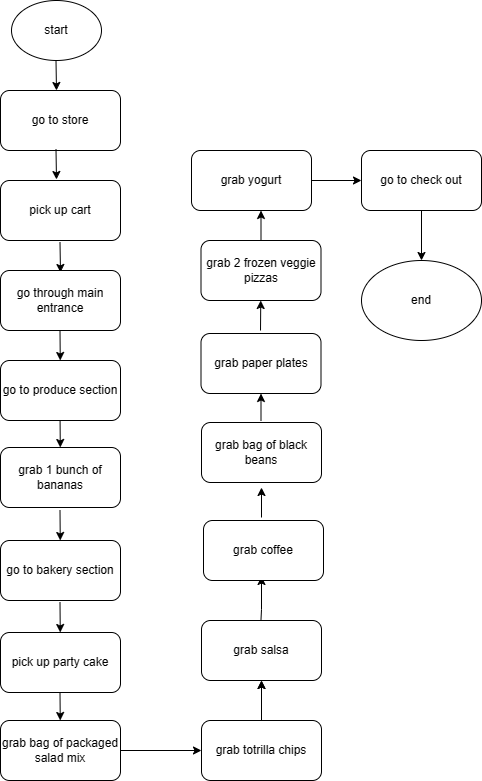 start
go to store
pick up cart
go through main
entrance
go to produce section
grab 1 bunch of
bananas
go to bakery section
pick up party cake
grab bag of packaged
salad mix
grab totrilla chips
grab salsa
grab coffee
grab bag of black
beans
grab paper plates
grab 2 frozen veggie
pizzas
grab yogurt
go to check out
end